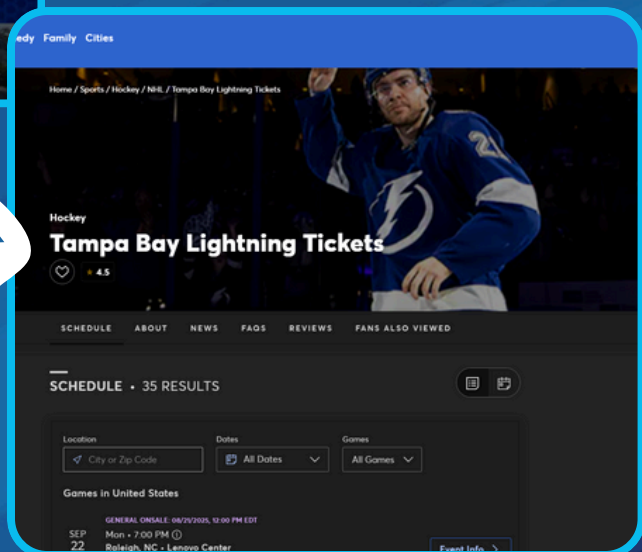 edy Family Cities
Home / Sports / Hockey / NHL / Tampa Bay Lightning Tickets
21
Hockey
Tampa Bay Lightning Tickets
4.5
SCHEDULE ABOUT NEWS FAQS REVIEWS FANS ALSO VIEWED
SCHEDULE • 35 RESULTS
Location Dates Games
City or Zip Code All Dates All Games
Games in United States
GENERAL ONSALE: 08/21/2025, 12:00 PM EDT
SEP Mon • 7:00 PM
22 Raleigh, NC • Lenovo Center Event Info